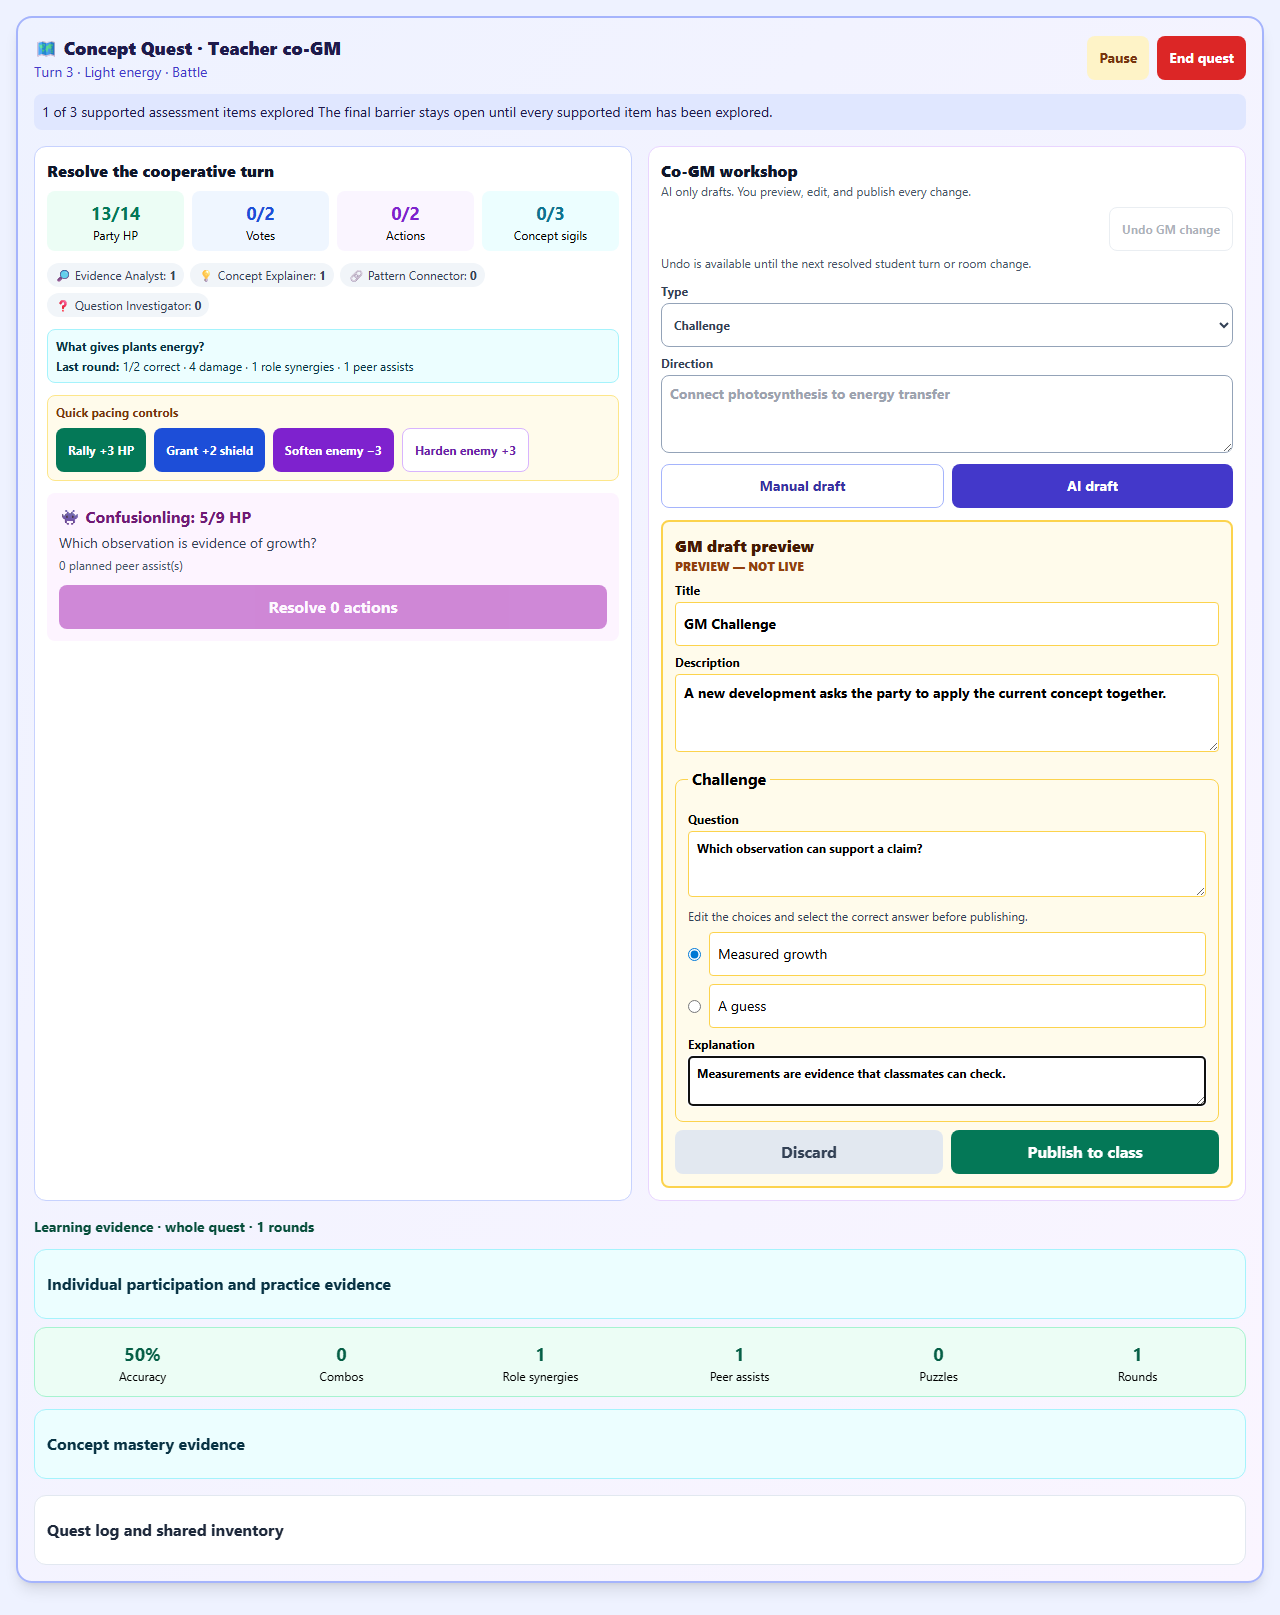 Concept Quest · Teacher co-GM
Turn 3 · Light energy · Battle
Pause
End quest
1 of 3 supported assessment items explored The final barrier stays open until every supported item has been explored.
Resolve the cooperative turn
13/14
Party HP
0/2
Votes
0/2
Actions
0/3
Concept sigils
Evidence Analyst: 1
Concept Explainer: 1
Pattern Connector: 0
Question Investigator: 0
What gives plants energy?
Last round: 1/2 correct · 4 damage · 1 role synergies · 1 peer assists
Quick pacing controls
Rally +3 HP
Grant +2 shield
Soften enemy −3
Harden enemy +3
Confusionling: 5/9 HP
Which observation is evidence of growth?
0 planned peer assist(s)
Resolve 0 actions
Co-GM workshop
AI only drafts. You preview, edit, and publish every change.
Undo GM change
Undo is available until the next resolved student turn or room change.
Type
Challenge
Direction
Connect photosynthesis to energy transfer
Manual draft
AI draft
GM draft preview
PREVIEW — NOT LIVE
Title
GM Challenge
Description
A new development asks the party to apply the current concept together.
Challenge
Question
Which observation can support a claim?
Edit the choices and select the correct answer before publishing.
Measured growth
A guess
Explanation
Measurements are evidence that classmates can check.
Discard
Publish to class
Learning evidence · whole quest · 1 rounds
Individual participation and practice evidence
50%
Accuracy
0
Combos
1
Role synergies
1
Peer assists
0
Puzzles
1
Rounds
Concept mastery evidence
Quest log and shared inventory